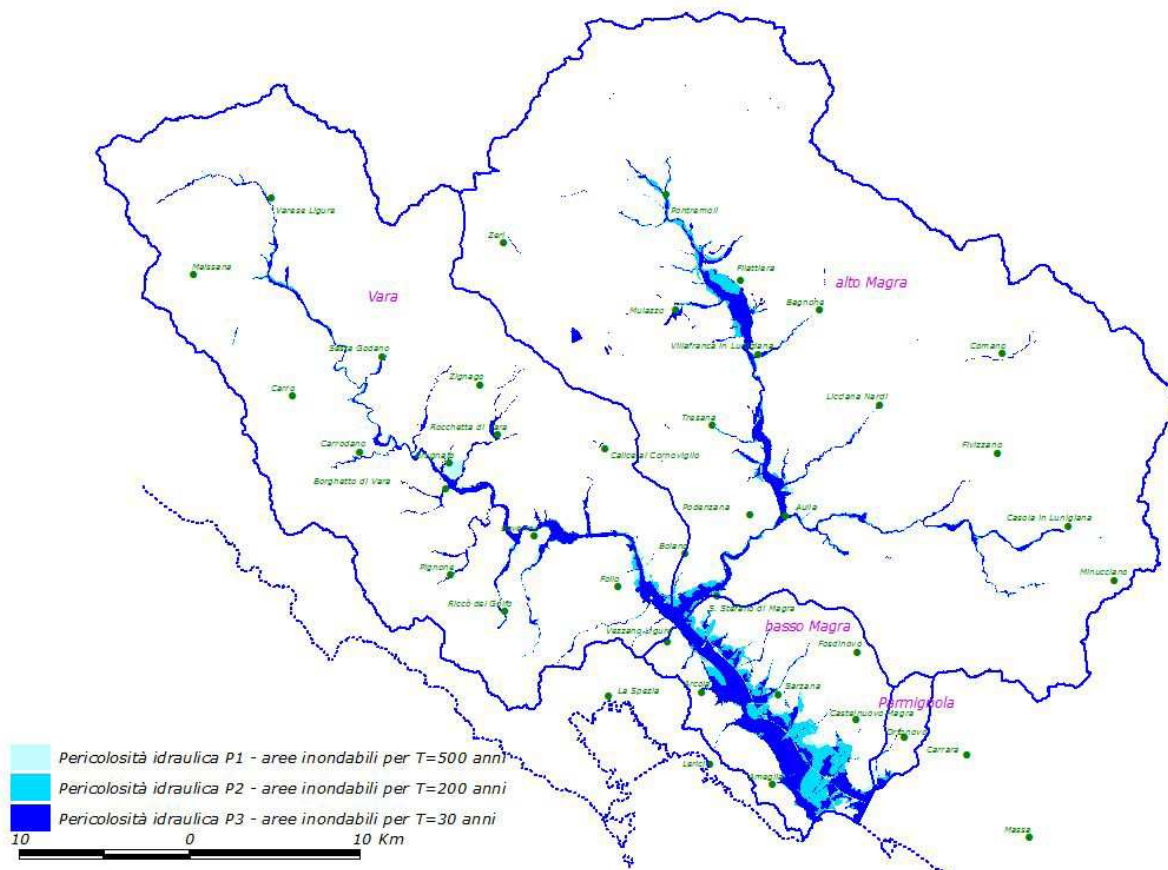 Varese Ligure
Pontremoli
Zeri
Maissana
Filattiera
alto Magra
Vara
Mulazzo
Bagnone
Sesta Godano
Villafranca in Lunigiana
Comano
Zignago
Carro
Licciana Nardi
Tresana
Rocchetta di Vara
Carrodano
Calice al Cornoviglio
Fivizzano
Brugnato
Borghetto di Vara
Podenzana
Aulla
Casola in Lunigiana
Bolano
Pignone
Follo
Minucciano
Riccò del Golfo
S. Stefano di Magra
basso Magra
Vezzano Ligure
Fosdinovo
Arcola
La Spezia
Sarzana
Parmignola
Castelnuovo Magra
Ortonovo
Carrara
Lerici
Ameglia
Massa
Pericolosità idraulica P1 - aree inondabili per T=500 anni
Pericolosità idraulica P2 - aree inondabili per T=200 anni
Pericolosità idraulica P3 - aree inondabili per T=30 anni
10 0 10 Km